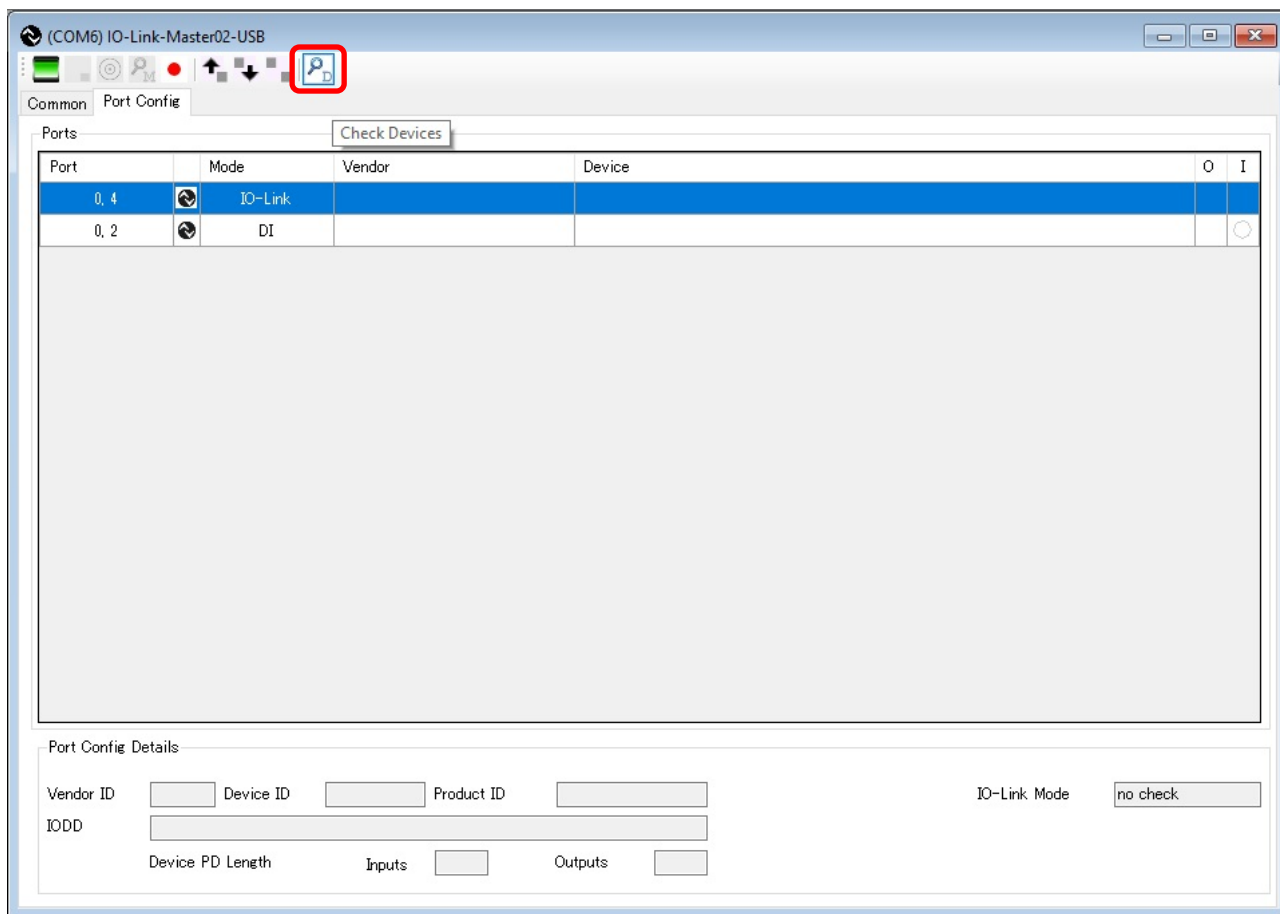 (COM6) IO-Link-Master02-USB
M D
Common Port Config
Check Devices
Ports
Port Mode Vendor Device O I
0, 4 IO-Link
0, 2 DI
Port Config Details
Vendor ID Device ID Product ID IO-Link Mode no check
IODD
Device PD Length Inputs Outputs